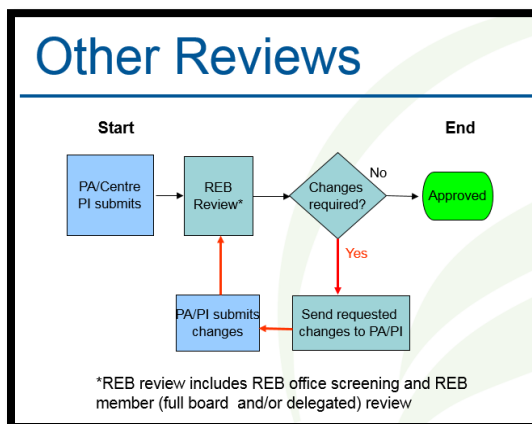 Other Reviews
Start
End
PA/Centre
PI submits
REB
Review*
Changes
required?
No
Approved
Yes
PA/PI submits
changes
Send requested
changes to PA/PI
*REB review includes REB office screening and REB
member (full board and/or delegated) review